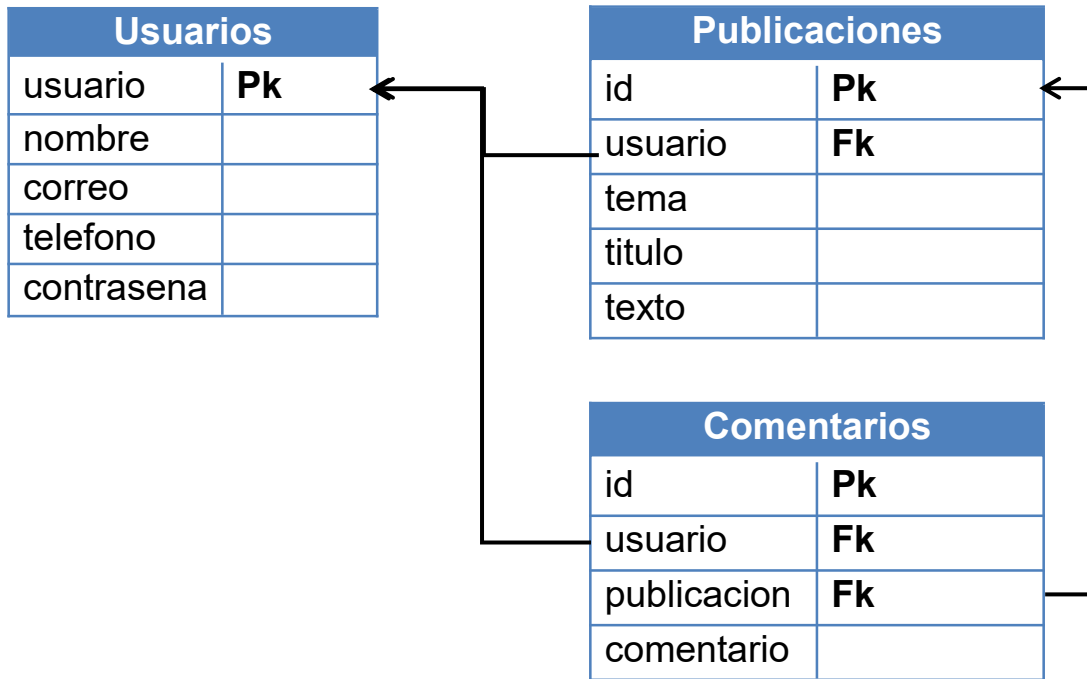 Usuarios
usuario Pk
nombre
correo
telefono
contrasena
Publicaciones
id Pk
usuario Fk
tema
titulo
texto
Comentarios
id Pk
usuario Fk
publicacion Fk
comentario